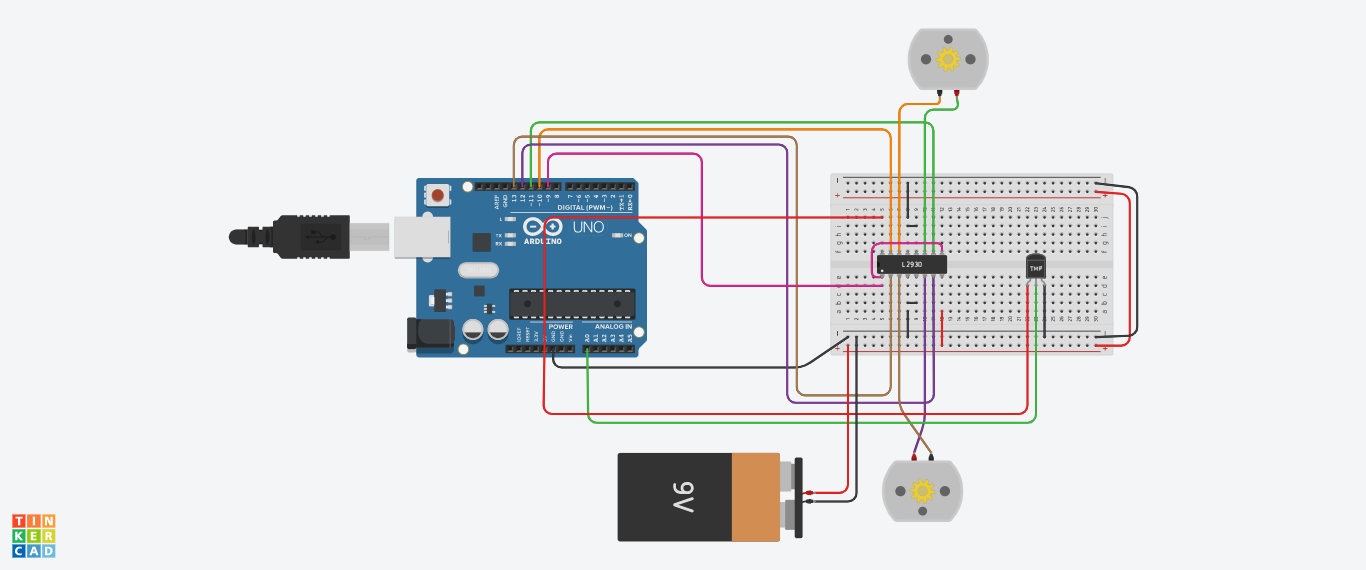 AREF
GND
13
12
~11
~10
~9
8
7
~6
~5
4
~3
2
TX→1
RX←0
DIGITAL (PWM~)
L
TX
RX
ARDUINO
UNO
ON
L293D
TMP
IOREF
RESET
3.3V
GND
GND
POWER
ANALOG IN
A0
A1
A2
A3
A4
A5
9V
TIN
KER
CAD